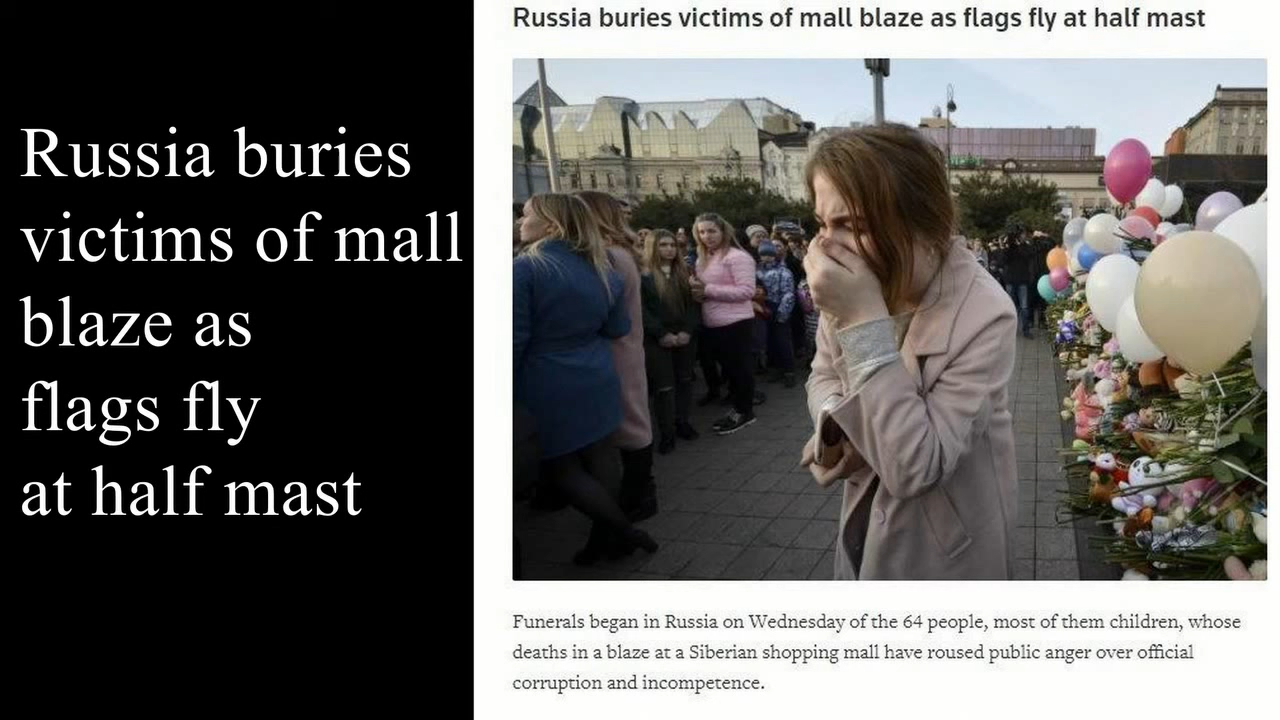 Russia buries
victims of mall
blaze as
flags fly
at half mast
Russia buries victims of mall blaze as flags fly at half mast
Funerals began in Russia on Wednesday of the 64 people, most of them children, whose
deaths in a blaze at a Siberian shopping mall have roused public anger over official
corruption and incompetence.